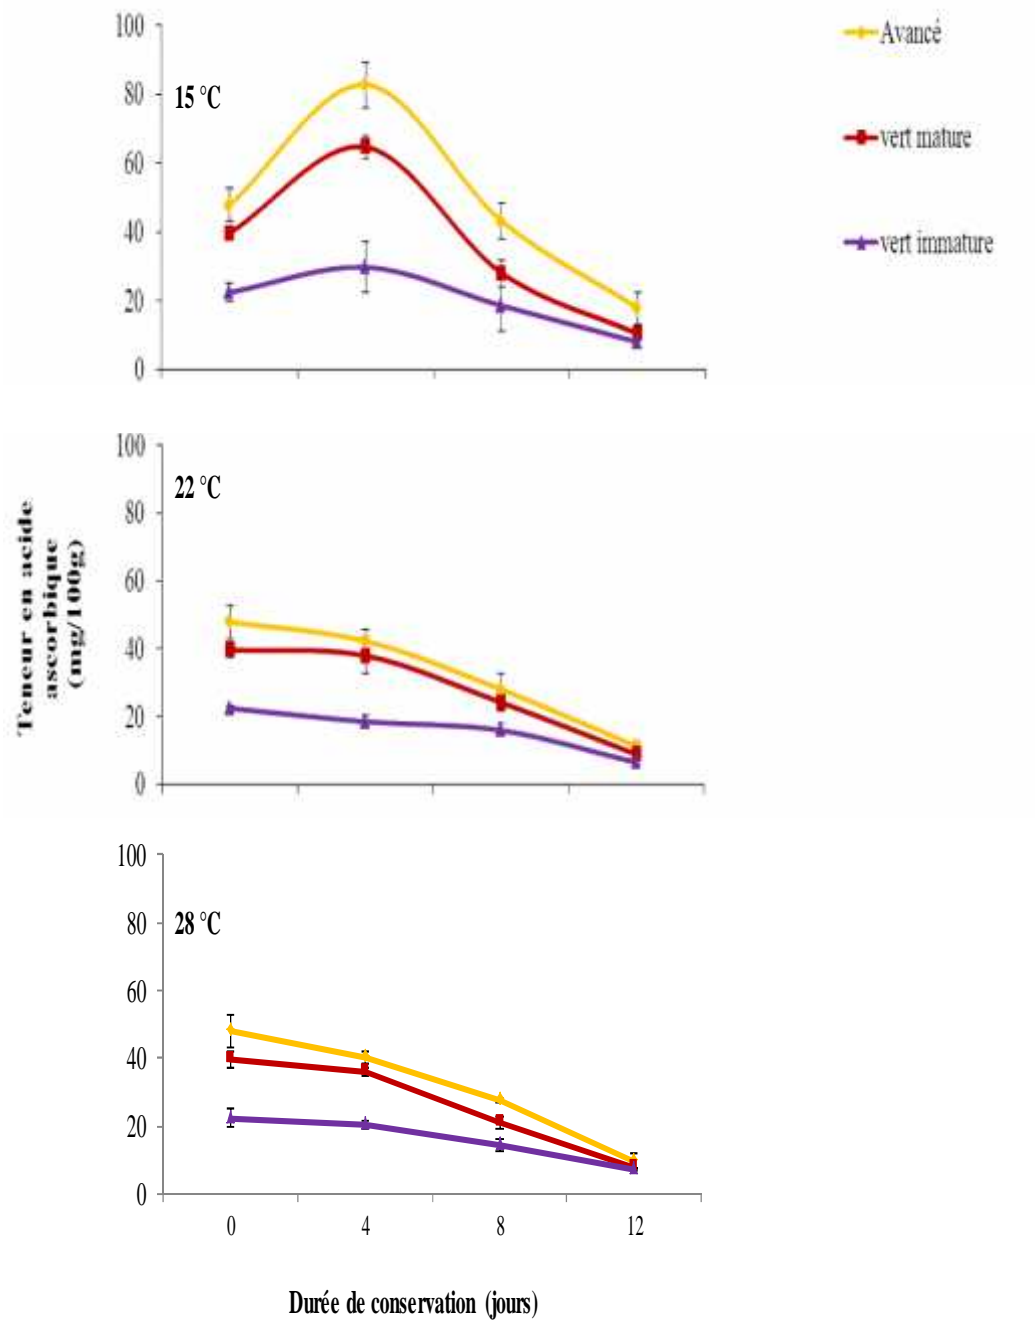 100
80
60
40
20
0
15 °C
Avancé
vert mature
vert immature
100
80
60
40
20
0
22 °C
Teneur en acide
ascorbique
(mg/100g)
100
80
60
40
20
0
28 °C
0 4 8 12
Durée de conservation (jours)